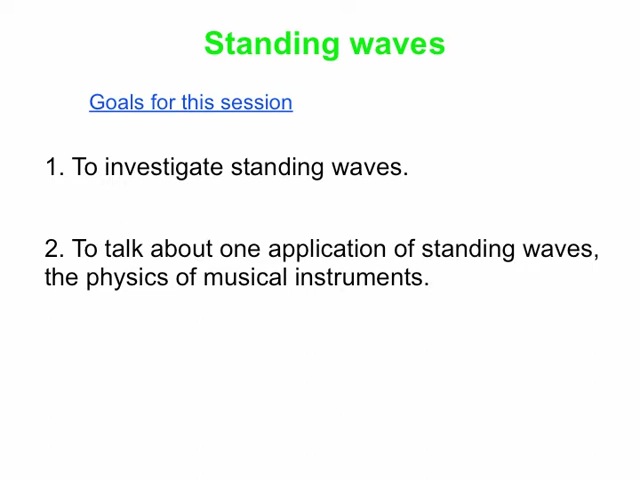 Standing waves
Goals for this session
1. To investigate standing waves.
2. To talk about one application of standing waves,
the physics of musical instruments.